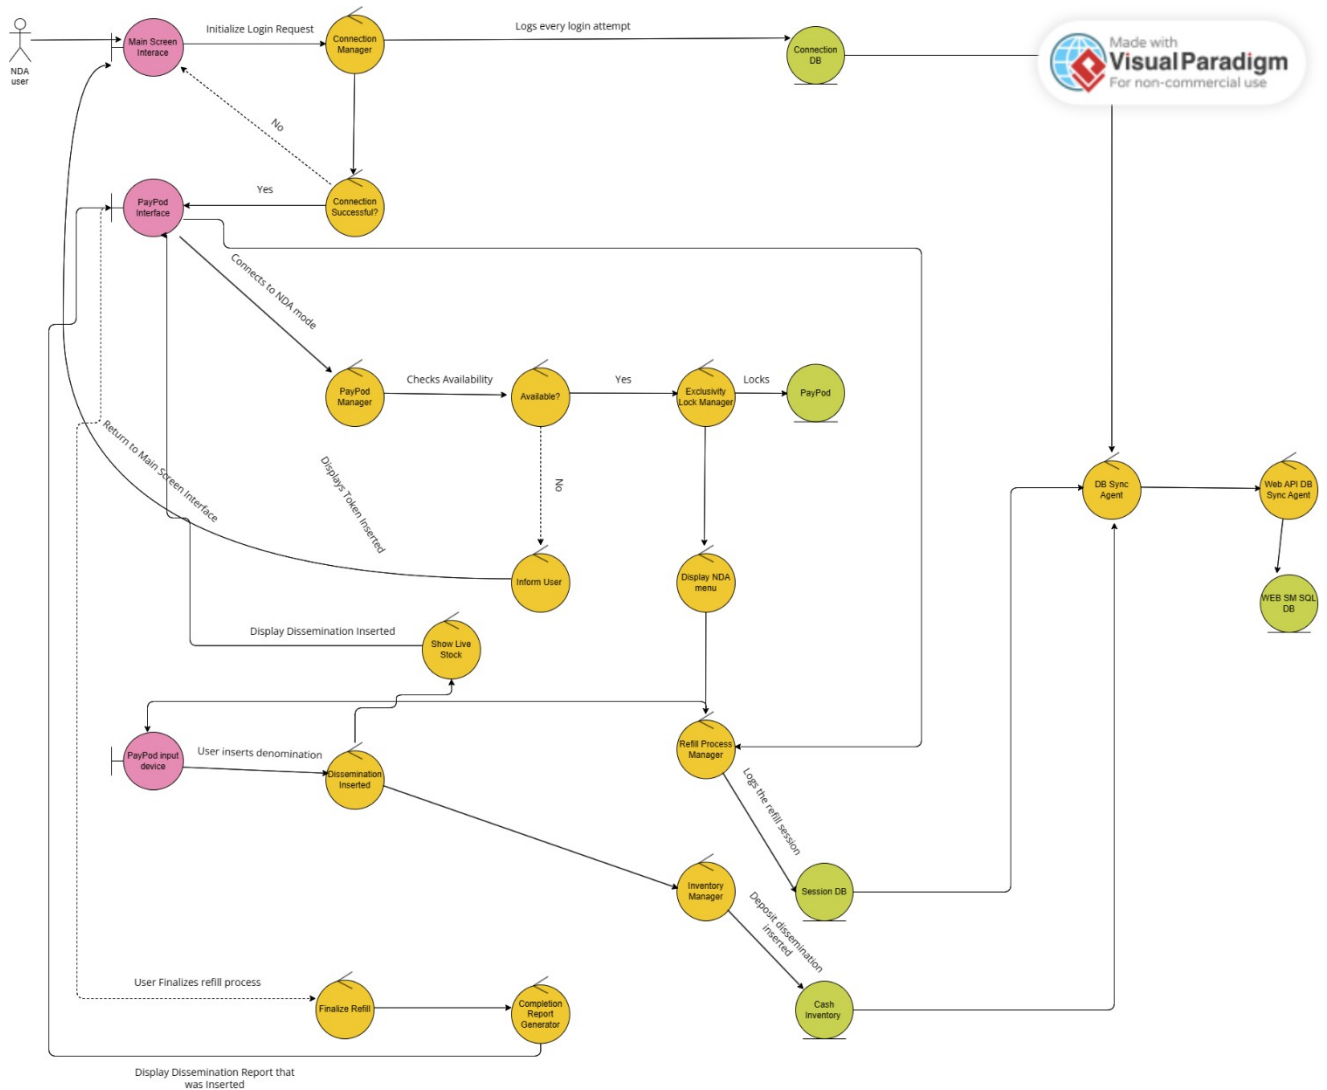 Initialize Login Request
Logs every login attempt
NDA
user
Main Screen
Interace
Connection
Manager
Connection
DB
Made with
Visual Paradigm
For non-commercial use
No
Yes
PayPod
Interface
Connection
Successful?
Connects to NDA mode
PayPod
Manager
Checks Availability
Available?
Yes
Exclusivity
Lock Manager
Locks
PayPod
Return to Main Screen Interface
Displays Token Inserted
No
DB Sync
Agent
Web API DB
Sync Agent
Inform User
Display NDA
menu
WEB SM SQL
DB
Display Dissemination Inserted
Show Live
Stock
PayPod input
device
User inserts denomination
Dissemination
Inserted
Refill Process
Manager
Logs the refill session
Inventory
Manager
Session DB
Deposit dissemination
inserted
User Finalizes refill process
Finalize Refill
Completion
Report
Generator
Cash
Inventory
Display Dissemination Report that
was Inserted